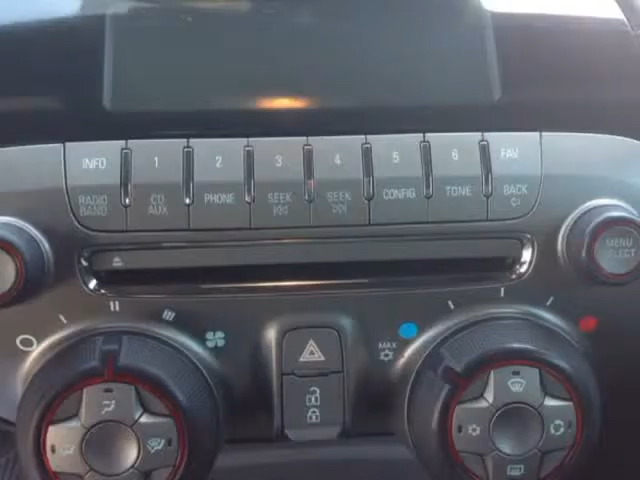 INFO 1 2 3 4 5 6 FAV
RADIO BAND CD AUX PHONE SEEK SEEK CONFIG TONE BACK
MENU
SELECT
MAX